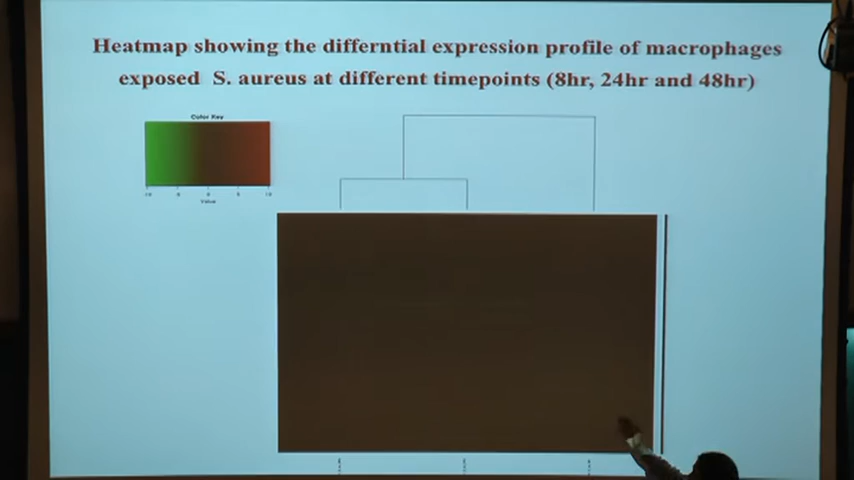 Heatmap showing the differntial expression profile of macrophages
exposed S. aureus at different timepoints (8hr, 24hr and 48hr)
Color Key
Value